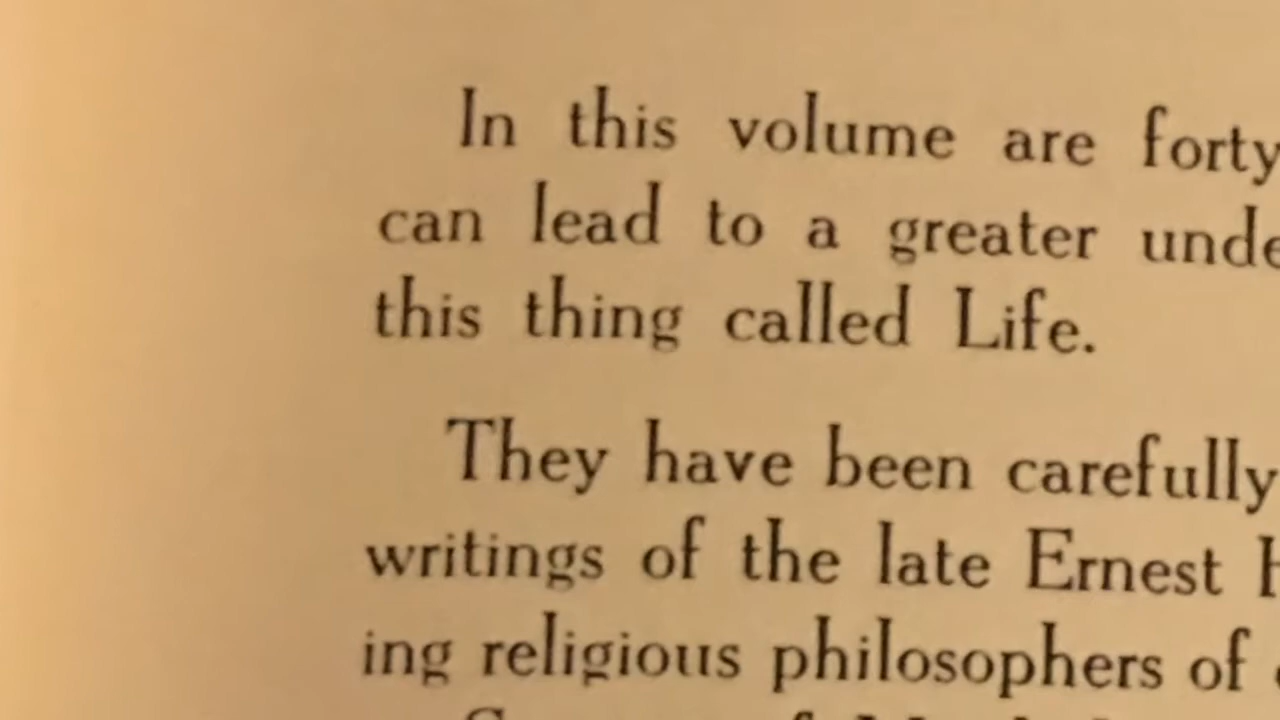 In this volume are forty
can lead to a greater unde
this thing called Life.
They have been carefully
writings of the late Ernest H
ing religious philosophers of